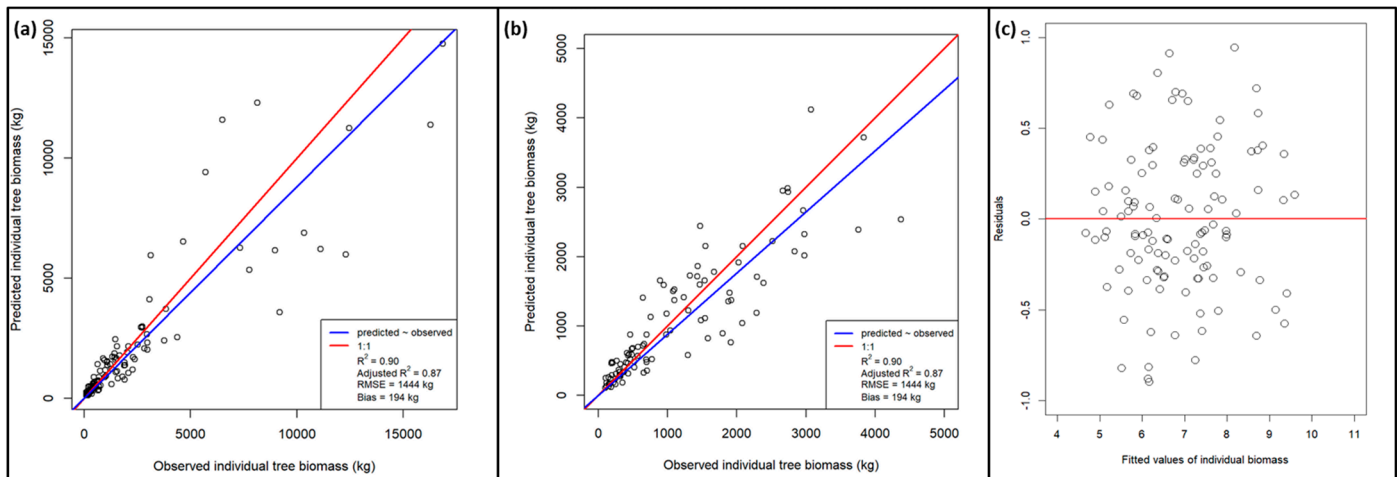 (a)
Predicted individual tree biomass (kg)
15000
10000
5000
0
0 5000 10000 15000
Observed individual tree biomass (kg)
predicted ~ observed
1:1
R² = 0.90
Adjusted R² = 0.87
RMSE = 1444 kg
Bias = 194 kg
(b)
Predicted individual tree biomass (kg)
5000
4000
30000
20000
1000
0
0 1000 2000 3000 4000 5000
Observed individual tree biomass (kg)
predicted ~ observed
1:1
R² = 0.90
Adjusted R² = 0.87
RMSE = 1444 kg
Bias = 194 kg
(c)
Residuals
1.0
0.5
0.0
-0.5
-1.0
4 5 6 7 8 9 10 11
Fitted values of individual biomass